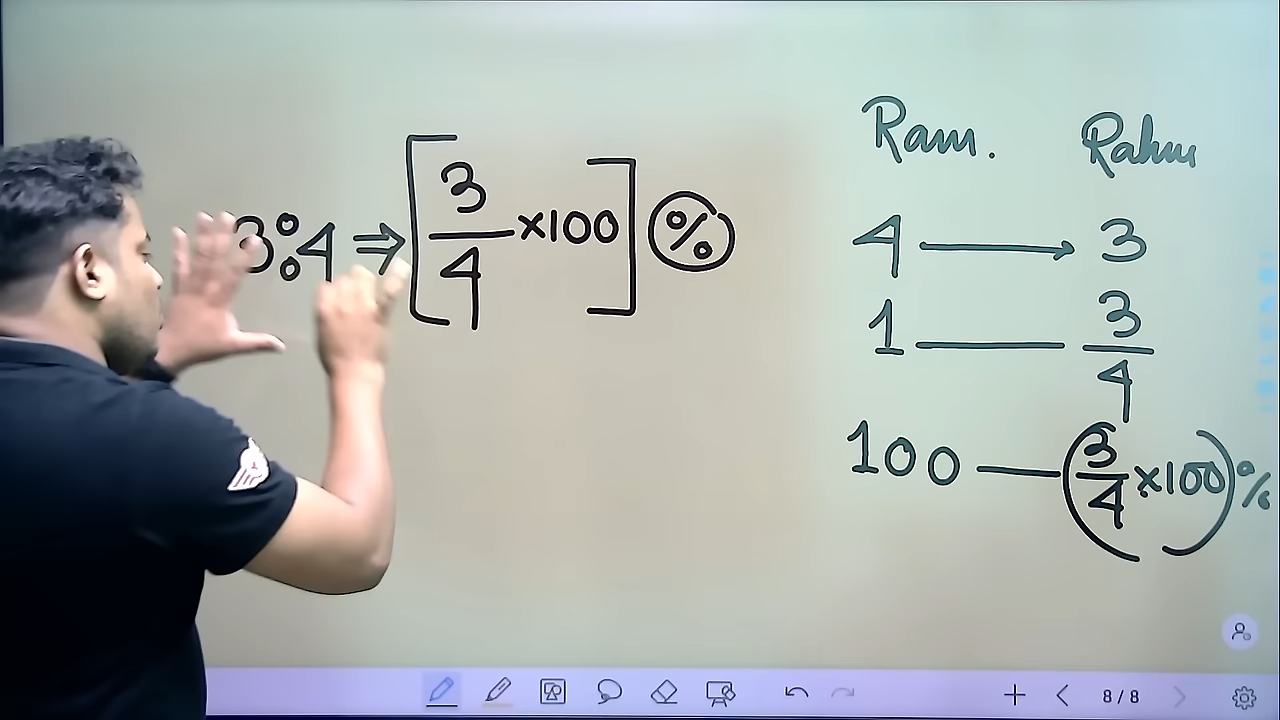 3:4 ⇒ [3/4 ×100] %
Ram. Rahu
4 → 3
1 — 3/4
100 — (3/4 ×100) %
8/8